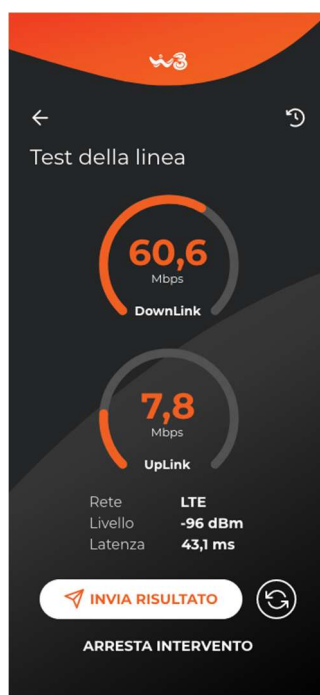 W3
Test della linea
60,6
Mbps
DownLink
7,8
Mbps
UpLink
Rete LTE
Livello -96 dBm
Latenza 43,1 ms
INVIA RISULTATO
ARRESTA INTERVENTO